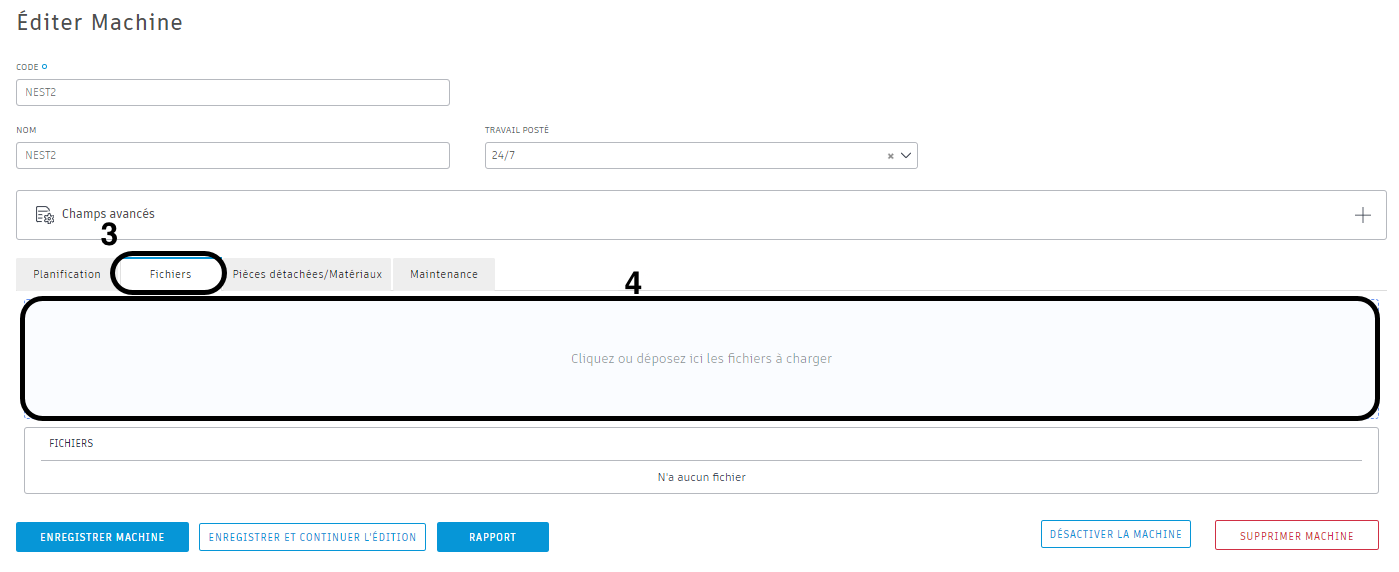 Éditer Machine
CODE
NEST2
NOM
TRAVAIL POSTÉ
NEST2
24/7
Champs avancés
3
Planification Fichiers Pièces détachées/Matériaux Maintenance
4
Cliquez ou déposez ici les fichiers à charger
FICHIERS
N'a aucun fichier
ENREGISTRER MACHINE ENREGISTRER ET CONTINUER L'ÉDITION RAPPORT DÉSACTIVER LA MACHINE SUPPRIMER MACHINE